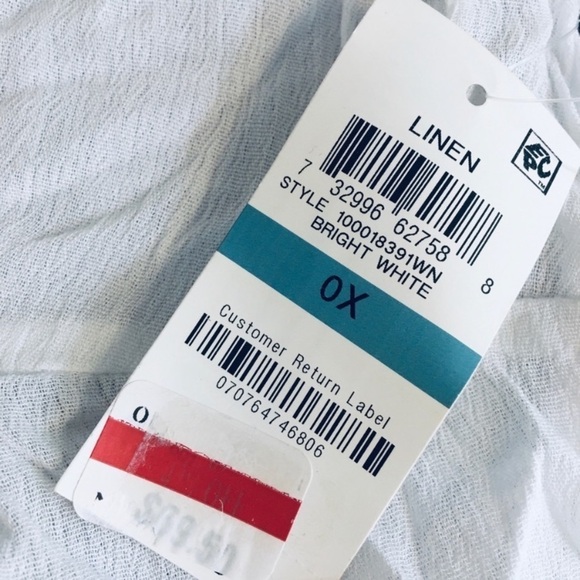 LINEN
7 32996 62758 8
STYLE 100018391WN
BRIGHT WHITE
0X
Customer Return Label
070764746806
O